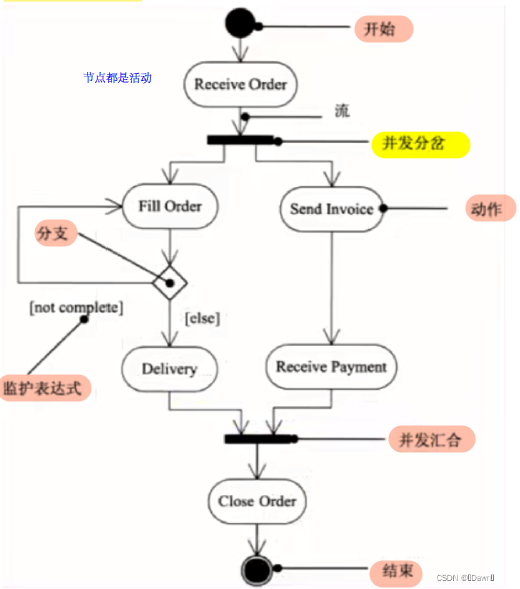 开始
节点都是活动
Receive Order
流
并发分岔
Fill Order
Send Invoice
动作
分支
[not complete]
[else]
监护表达式
Delivery
Receive Payment
并发汇合
Close Order
结束